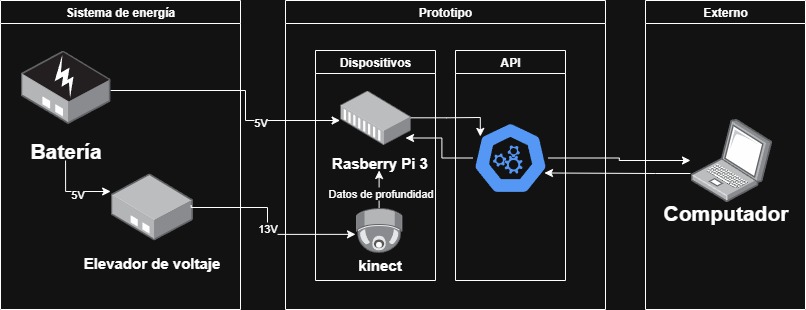 Sistema de energía
Prototipo
Externo
Dispositivos
API
5V
Batería
Rasberry Pi 3
5V
Datos de profundidad
Computador
13V
Elevador de voltaje
kinect